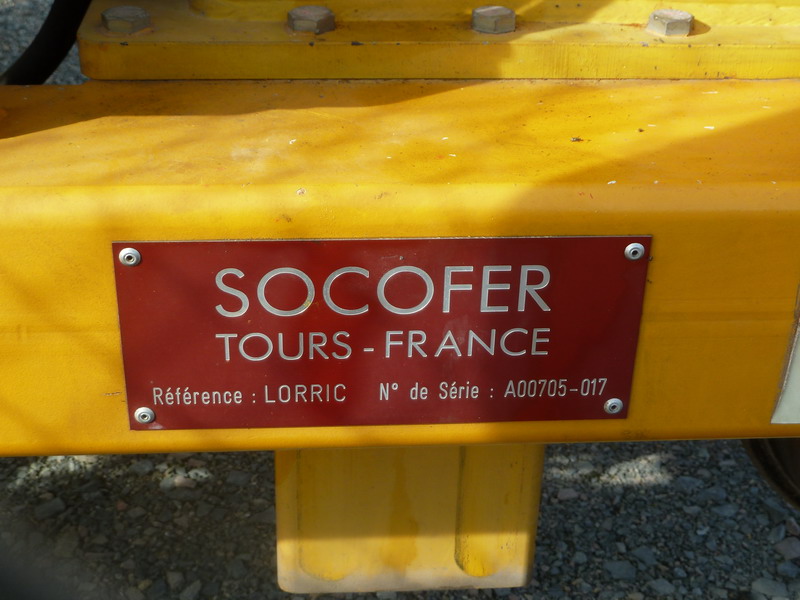 SOCOFER
TOURS - FRANCE
Référence : LORRIC N° de Série : A00705-017